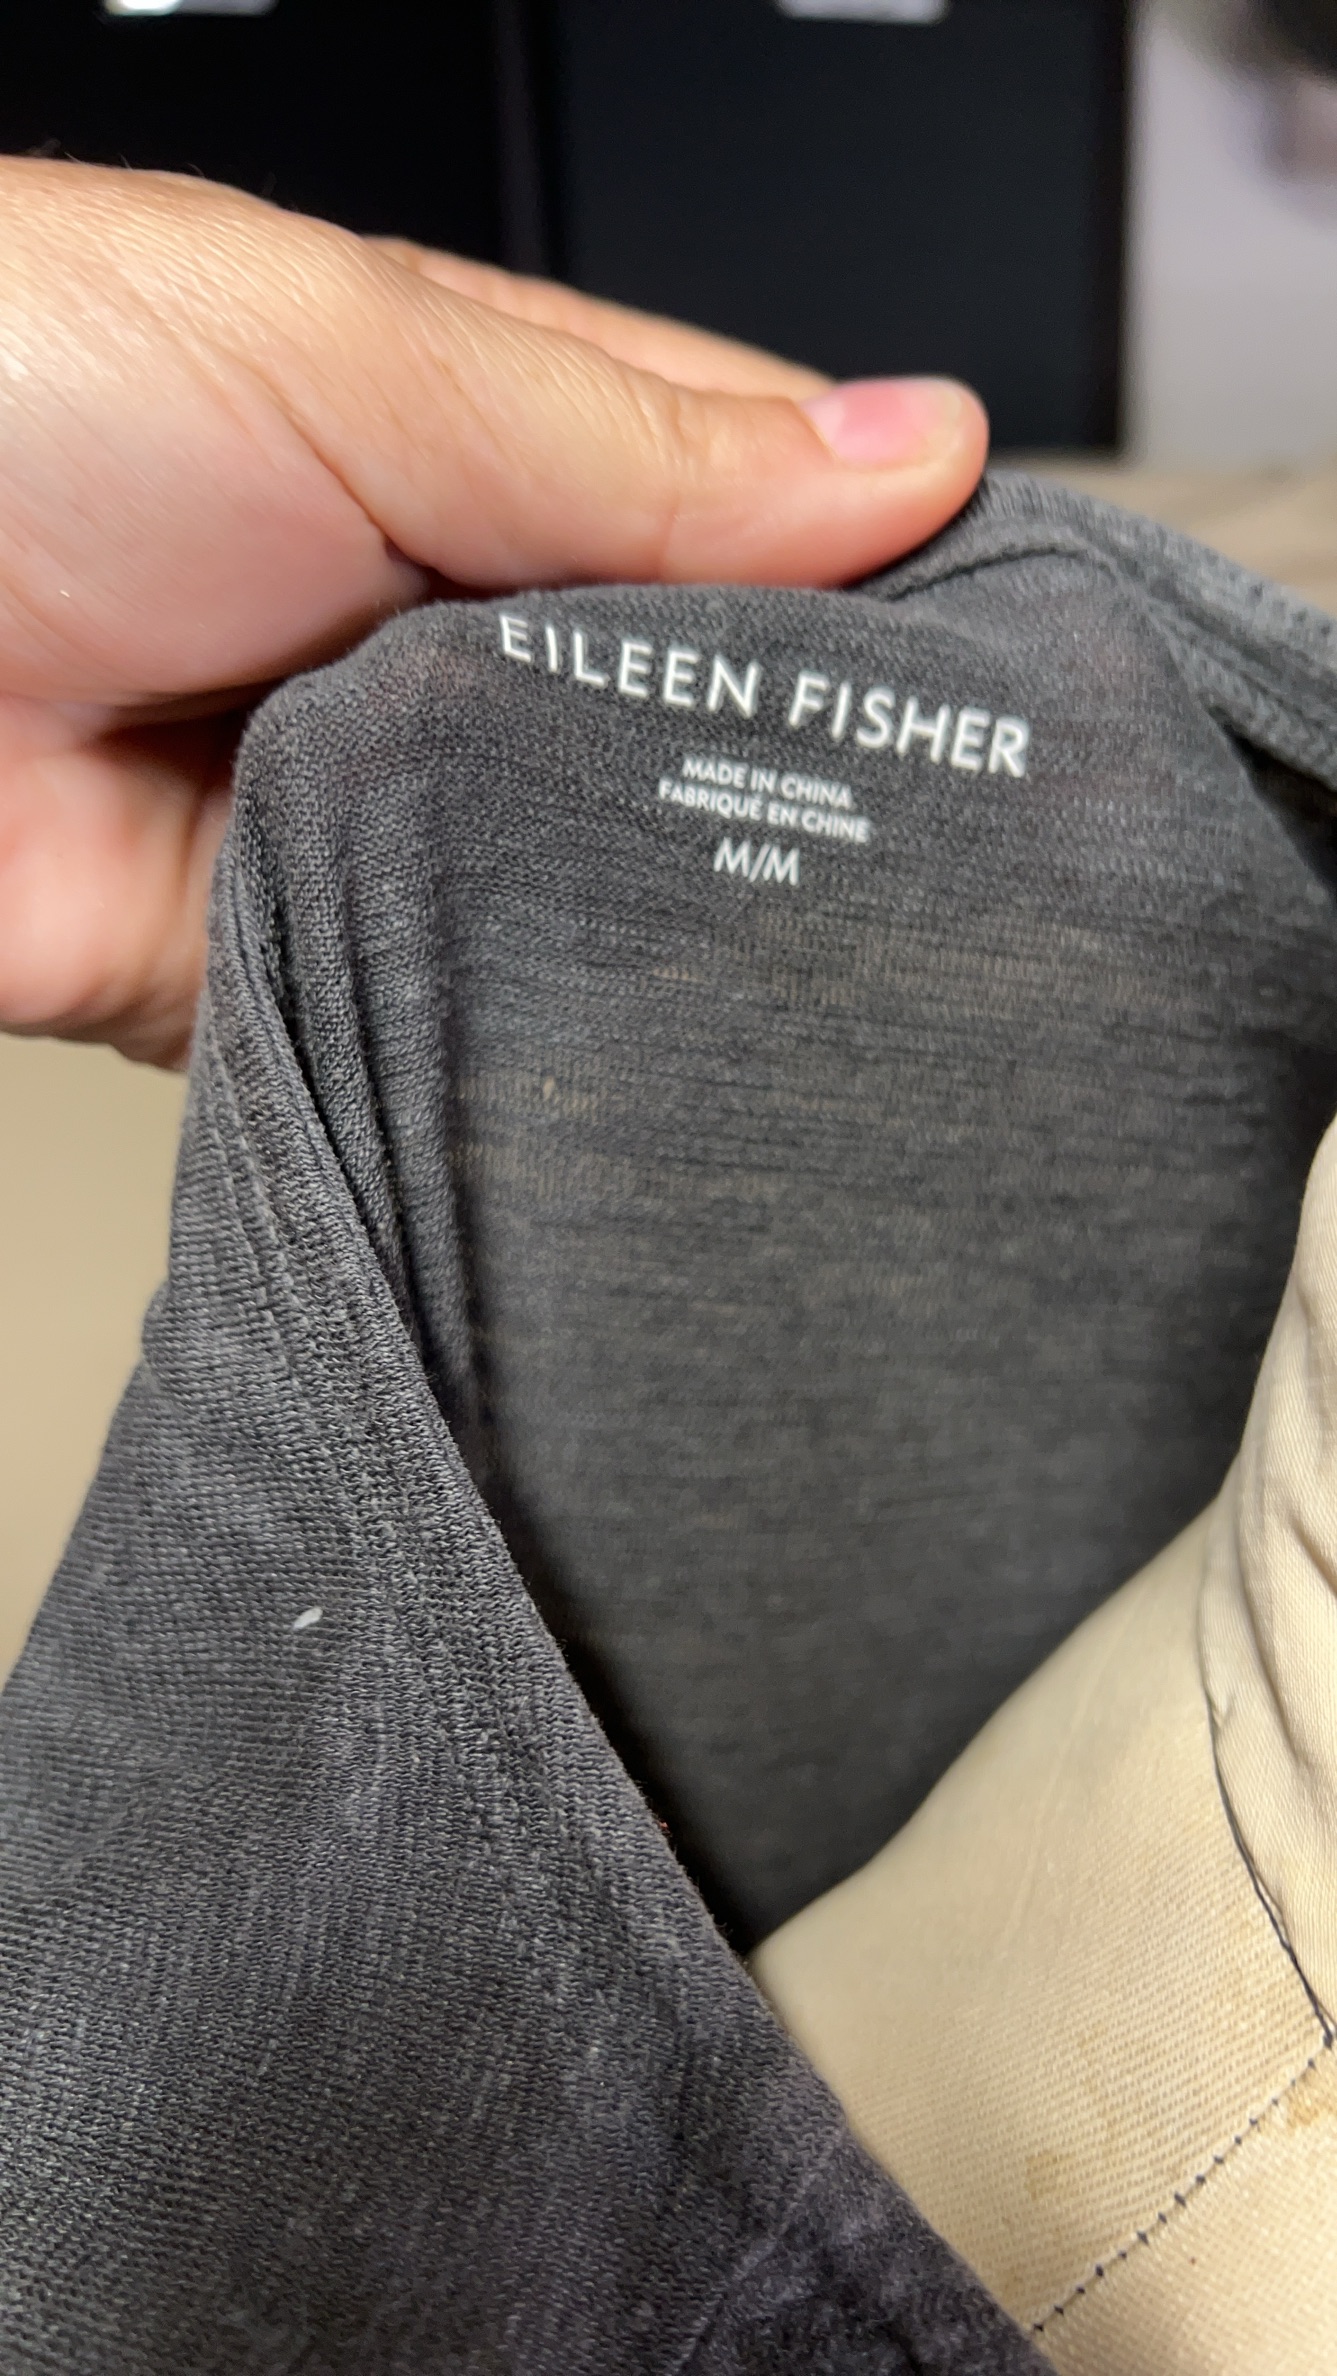 EILEEN FISHER
MADE IN CHINA
FABRIQUÉ EN CHINE
M/M